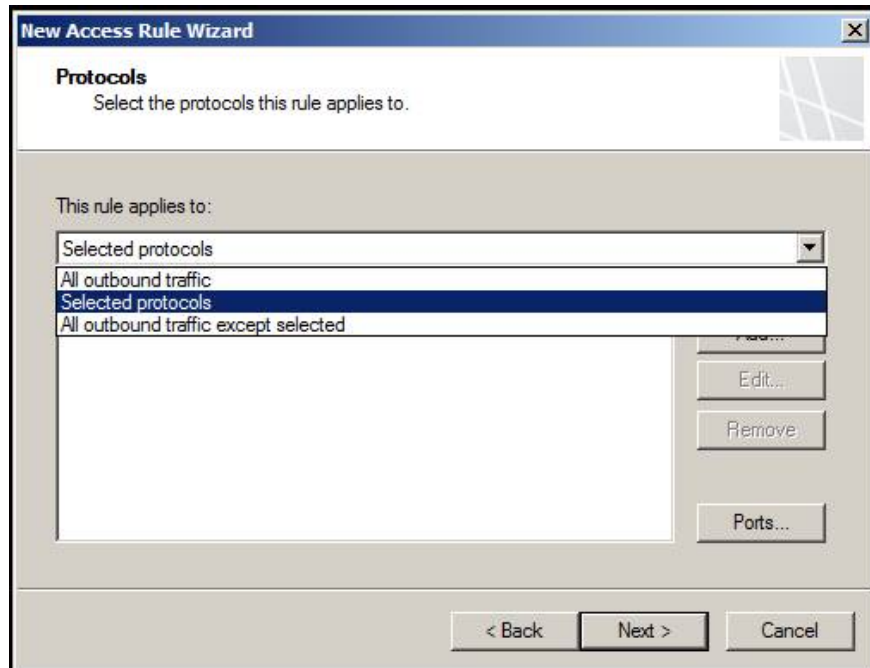 New Access Rule Wizard
Protocols
Select the protocols this rule applies to.
This rule applies to:
Selected protocols
All outbound traffic
Selected protocols
All outbound traffic except selected
Edit...
Remove
Ports...
< Back Next > Cancel